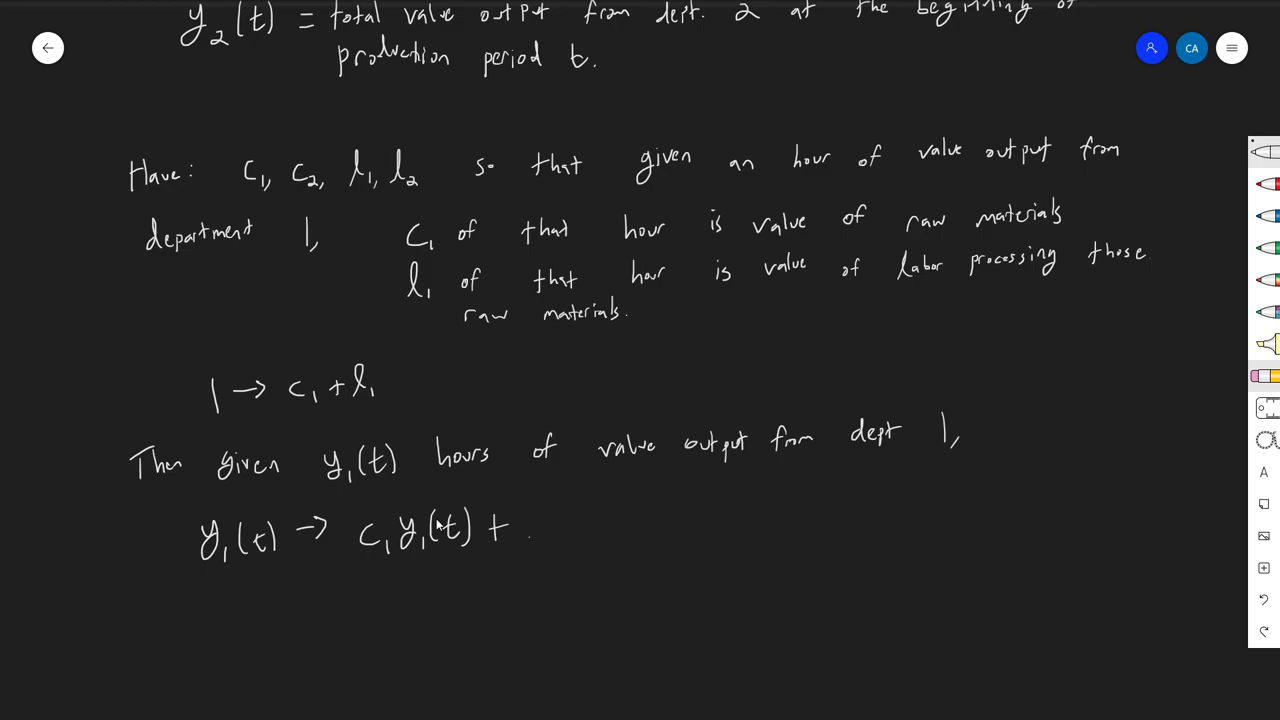 y₂(t) = total value output from dept. 2 at the beginning of
production period t.
Have: c₁, c₂, l₁, l₂ so that given an hour of value output from
department 1, c₁ of that hour is value of raw materials
l₁ of that hour is value of labor processing those
raw materials.
1 → c₁ + l₁
Then given y₁(t) hours of value output from dept 1,
y₁(t) → c₁ y₁(t) +
CA
A